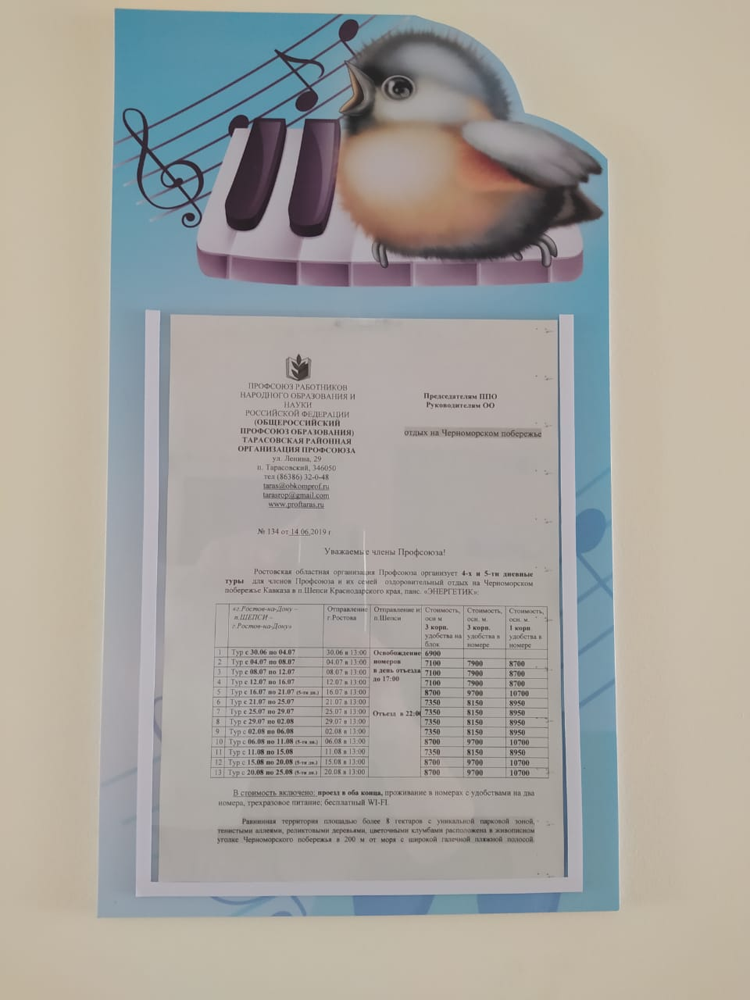 ПРОФСОЮЗ РАБОТНИКОВ
НАРОДНОГО ОБРАЗОВАНИЯ И
НАУКИ
РОССИЙСКОЙ ФЕДЕРАЦИИ
(ОБЩЕРОССИЙСКИЙ
ПРОФСОЮЗ ОБРАЗОВАНИЯ)
ТАРАСОВСКАЯ РАЙОННАЯ
ОРГАНИЗАЦИЯ ПРОФСОЮЗА
ул. Ленина, 29
п. Тарасовский, 346050
тел (86386) 32-0-48
taras@obkomprof.ru
tarasrop@gmail.com
www.proftaras.ru
№ 134 от 14.06.2019 г
Председателям ППО
Руководителям ОО
отдых на Черноморском побережье
Уважаемые члены Профсоюза!
Ростовская областная организация Профсоюза организует 4-х и 5-ти дневные
туры для членов Профсоюза и их семей оздоровительный отдых на Черноморском
побережье Кавказа в п.Шепси Краснодарского края, панс. «ЭНЕРГЕТИК»:
«г.Ростов-на-Дону – п.ШЕПСИ – г.Ростов-на-Дону» Отправление г.Ростова Отправление из п.Шепси Стоимость, осн м 3 корп. удобства на блок Стоимость, осн. м. 3 корп. удобства в номере Стоимость, осн. м. 1 корп удобства в номере
1 Тур с 30.06 по 04.07 30.06 в 13:00 Освобождение 6900
2 Тур с 04.07 по 08.07 04.07 в 13:00 номеров 7100 7900 8700
3 Тур с 08.07 по 12.07 08.07 в 13:00 в день отъезда 7100 7900 8700
4 Тур с 12.07 по 16.07 12.07 в 13:00 до 17:00 7100 7900 8700
5 Тур с 16.07 по 21.07 (5-ти дн.) 16.07 в 13:00 8700 9700 10700
6 Тур с 21.07 по 25.07 21.07 в 13:00 7350 8150 8950
7 Тур с 25.07 по 29.07 25.07 в 13:00 Отъезд в 22:00 7350 8150 8950
8 Тур с 29.07 по 02.08 29.07 в 13:00 7350 8150 8950
9 Тур с 02.08 по 06.08 02.08 в 13:00 7350 8150 8950
10 Тур с 06.08 по 11.08 (5-ти дн.) 06.08 в 13:00 8700 9700 10700
11 Тур с 11.08 по 15.08 11.08 в 13:00 7350 8150 8950
12 Тур с 15.08 по 20.08 (5-ти дн.) 15.08 в 13:00 8700 9700 10700
13 Тур с 20.08 по 25.08 (5-ти дн.) 20.08 в 13:00 8700 9700 10700
В стоимость включено: проезд в оба конца, проживание в номерах с удобствами на два
номера, трехразовое питание; бесплатный WI-FI.
Равнинная территория площадью более 8 гектаров с уникальной парковой зоной,
тенистыми аллеями, реликтовыми деревьями, цветочными клумбами расположена в живописном
уголке Черноморского побережья в 200 м от моря с широкой галечной пляжной полосой.